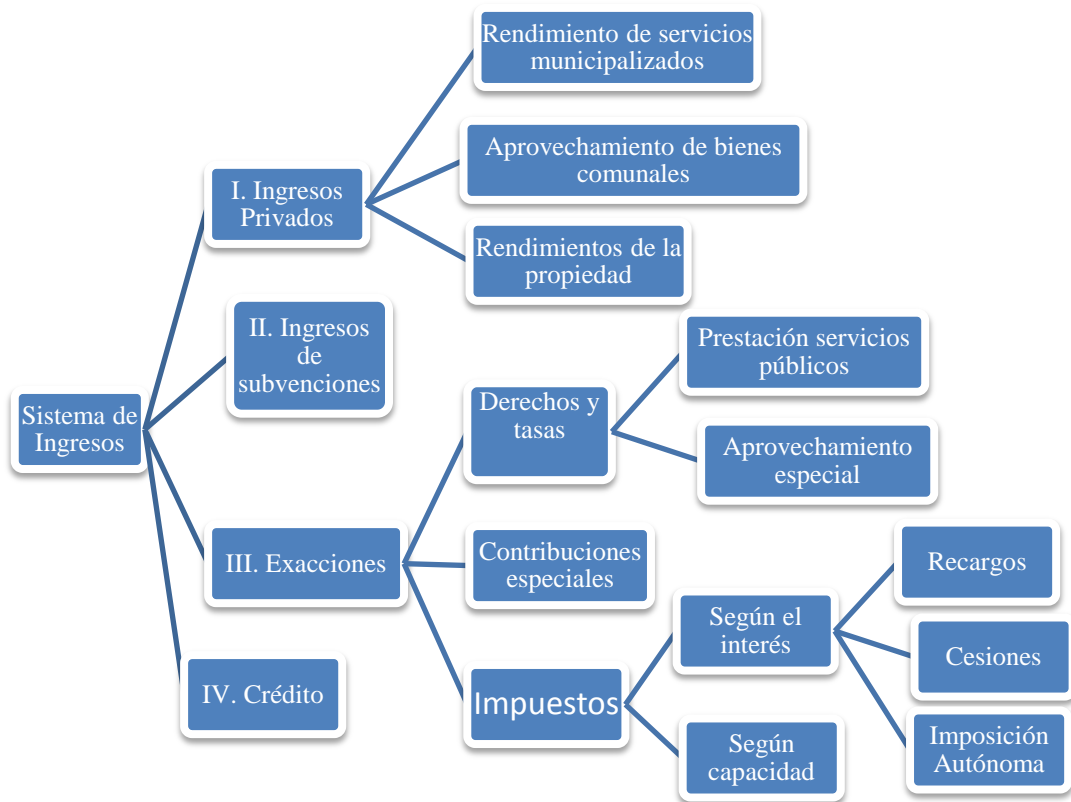 Sistema de
Ingresos
I. Ingresos
Privados
Rendimiento de servicios
municipalizados
Aprovechamiento de bienes
comunales
Rendimientos de la
propiedad
II. Ingresos
de
subvenciones
III. Exacciones
Derechos y
tasas
Prestación servicios
públicos
Aprovechamiento
especial
Contribuciones
especiales
Impuestos
Según el
interés
Recargos
Cesiones
Imposición
Autónoma
Según
capacidad
IV. Crédito